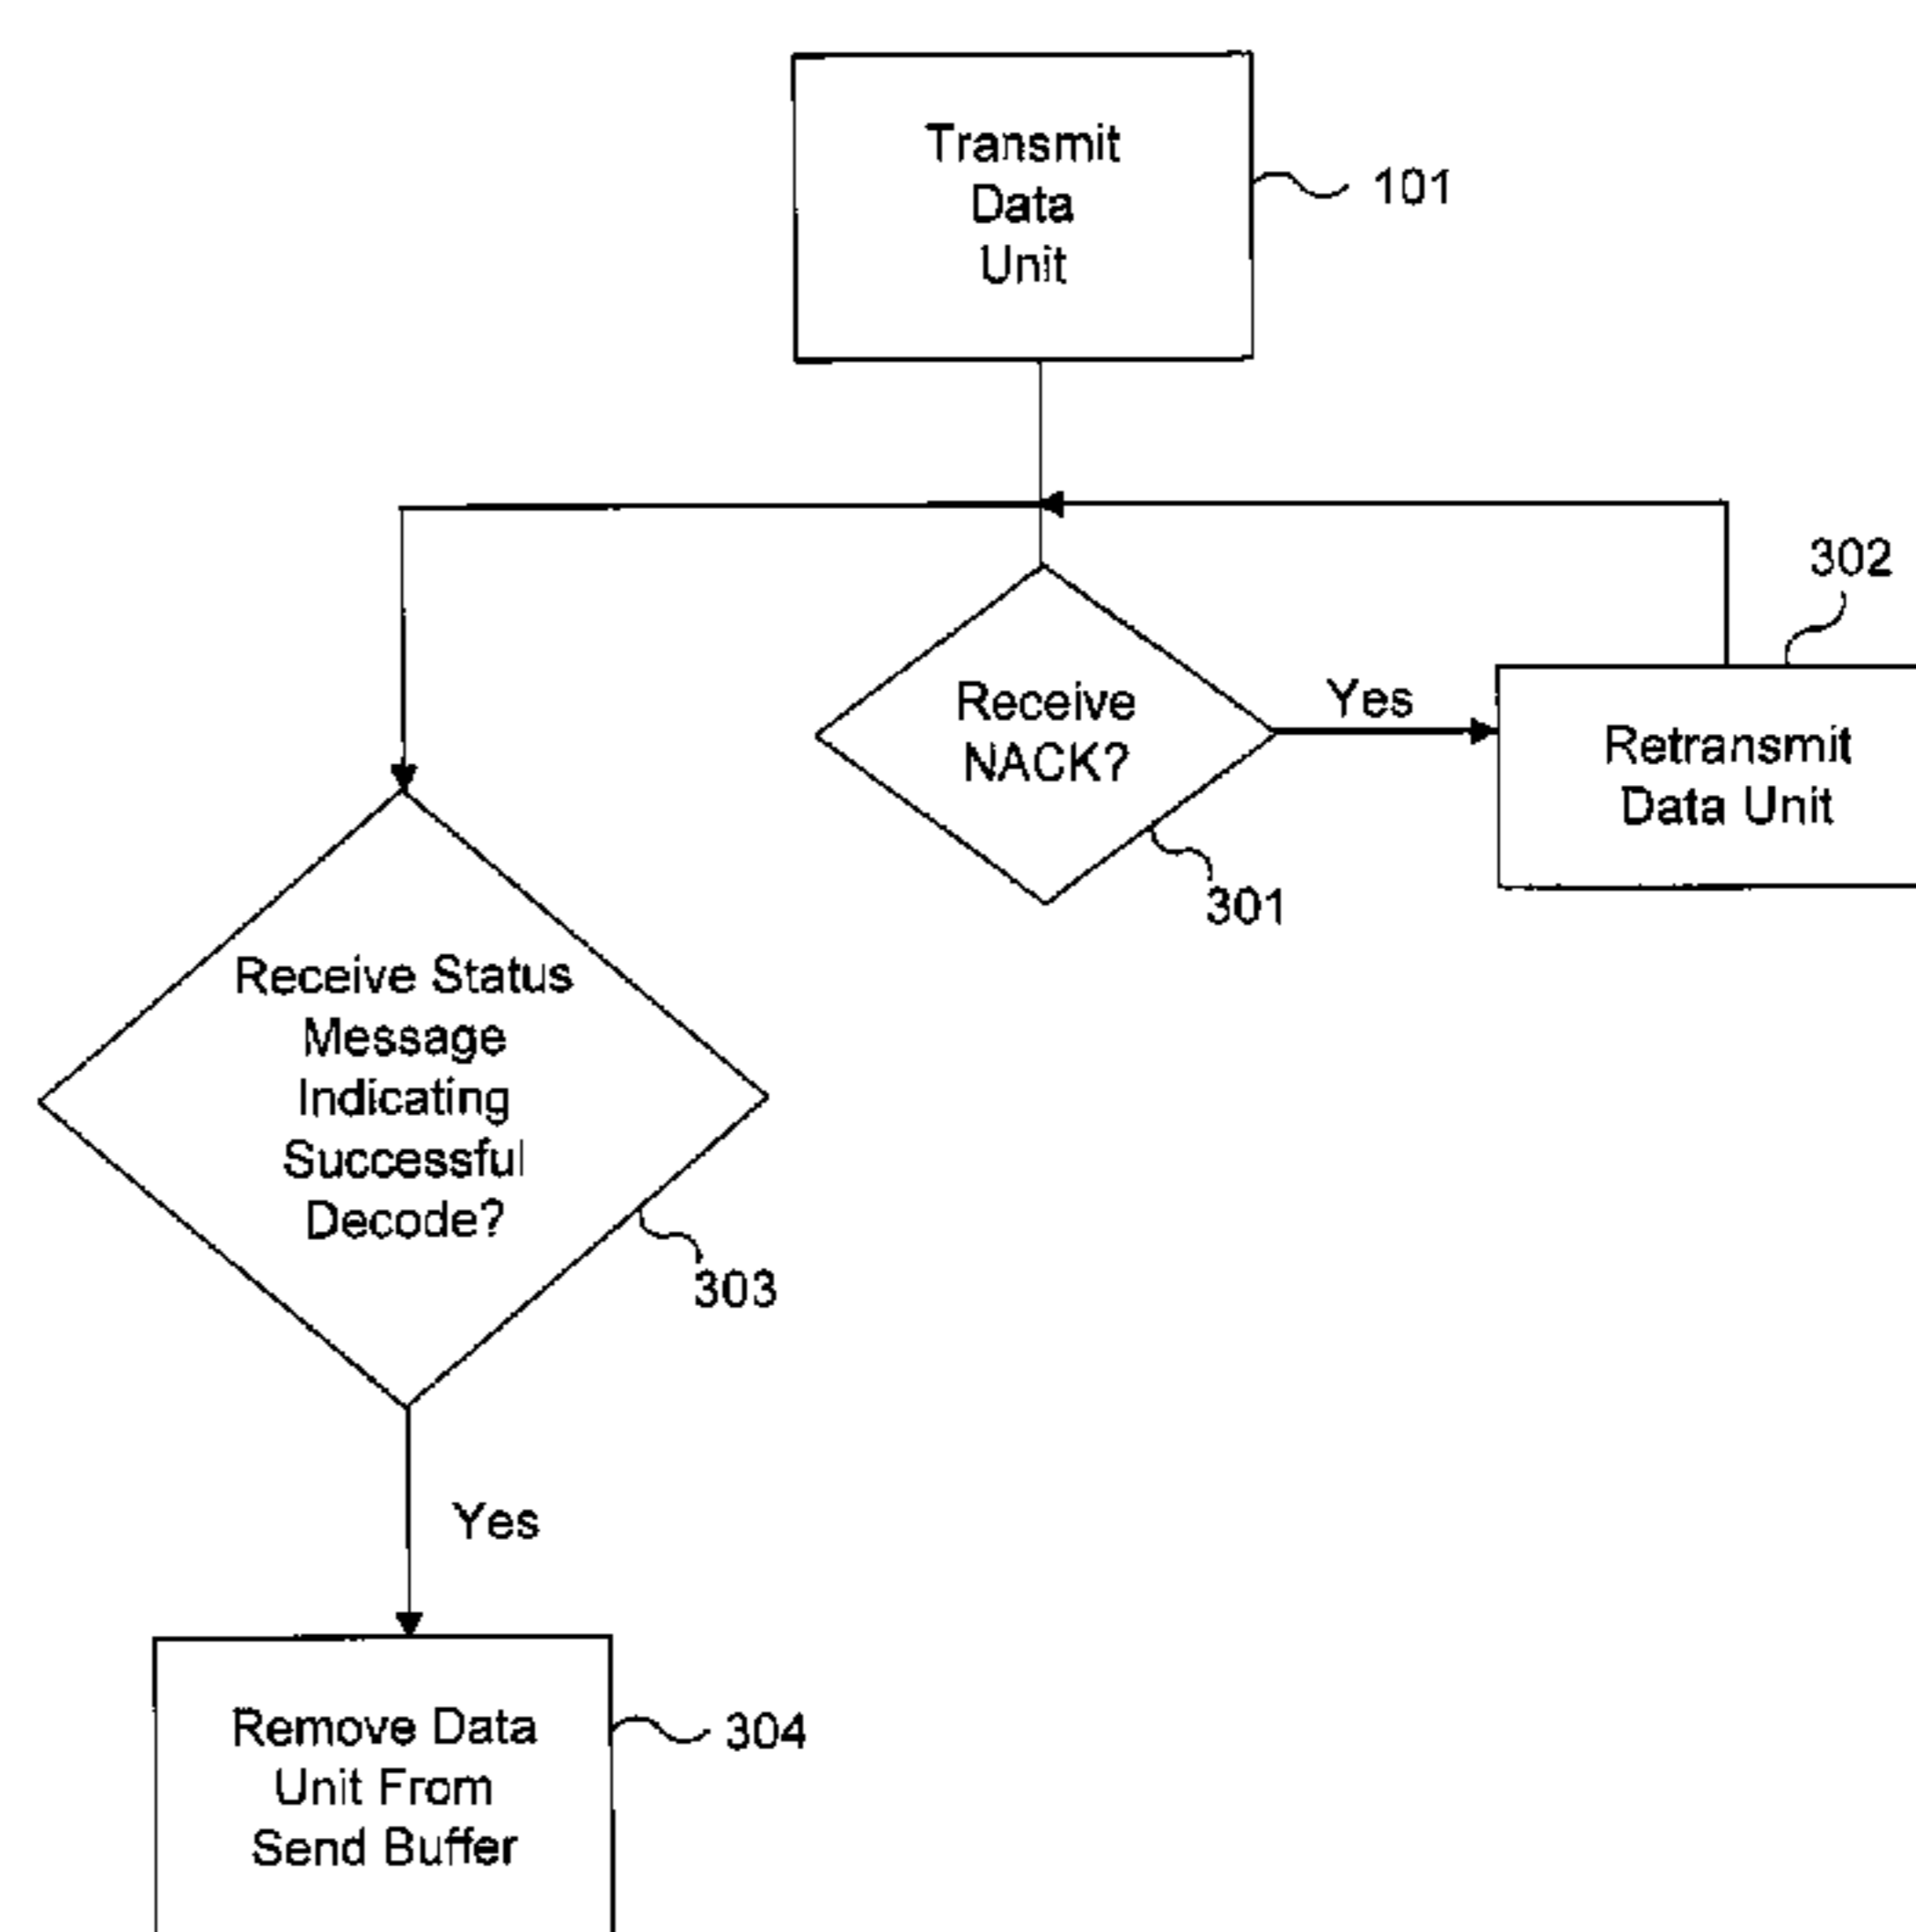 Transmit
Data
Unit
101
302
Receive
NACK?
Yes
Retransmit
Data Unit
301
Receive Status
Message
Indicating
Successful
Decode?
303
Yes
Remove Data
Unit From
Send Buffer
304